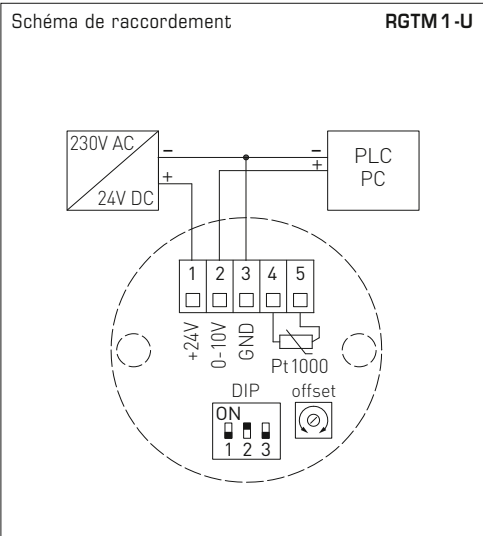 Schéma de raccordement RGTM 1 - U
230V AC
24V DC
–
+
–
+
PLC
PC
1 2 3 4 5
+24V
0-10V
GND
Pt1000
DIP
offset
ON
1 2 3